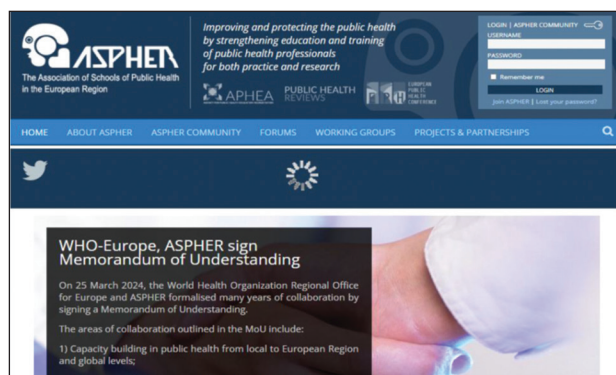 ASPHER
The Association of Schools of Public Health
in the European Region
Improving and protecting the public health
by strengthening education and training
of public health professionals
for both practice and research
APHEA
PUBLIC HEALTH
REVIEWS
EUROPEAN
PUBLIC
HEALTH
CONFERENCE
LOGIN | ASPHER COMMUNITY
USERNAME
PASSWORD
Remember me
LOGIN
Join ASPHER | Lost your password?
HOME ABOUT ASPHER ASPHER COMMUNITY FORUMS WORKING GROUPS PROJECTS & PARTNERSHIPS
WHO-Europe, ASPHER sign
Memorandum of Understanding
On 25 March 2024, the World Health Organization Regional Office
for Europe and ASPHER formalised many years of collaboration by
signing a Memorandum of Understanding.
The areas of collaboration outlined in the MoU include:
1) Capacity building in public health from local to European Region
and global levels;